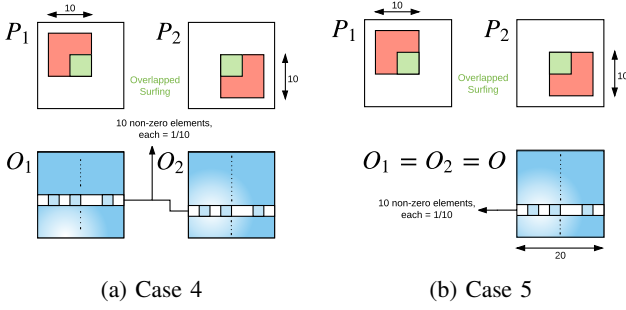 10
P1
P2
10
Overlapped
Surfing
10 non-zero elements,
each = 1/10
O1
O2
(a) Case 4
10
P1
P2
10
Overlapped
Surfing
O1 = O2 = O
10 non-zero elements,
each = 1/10
20
(b) Case 5